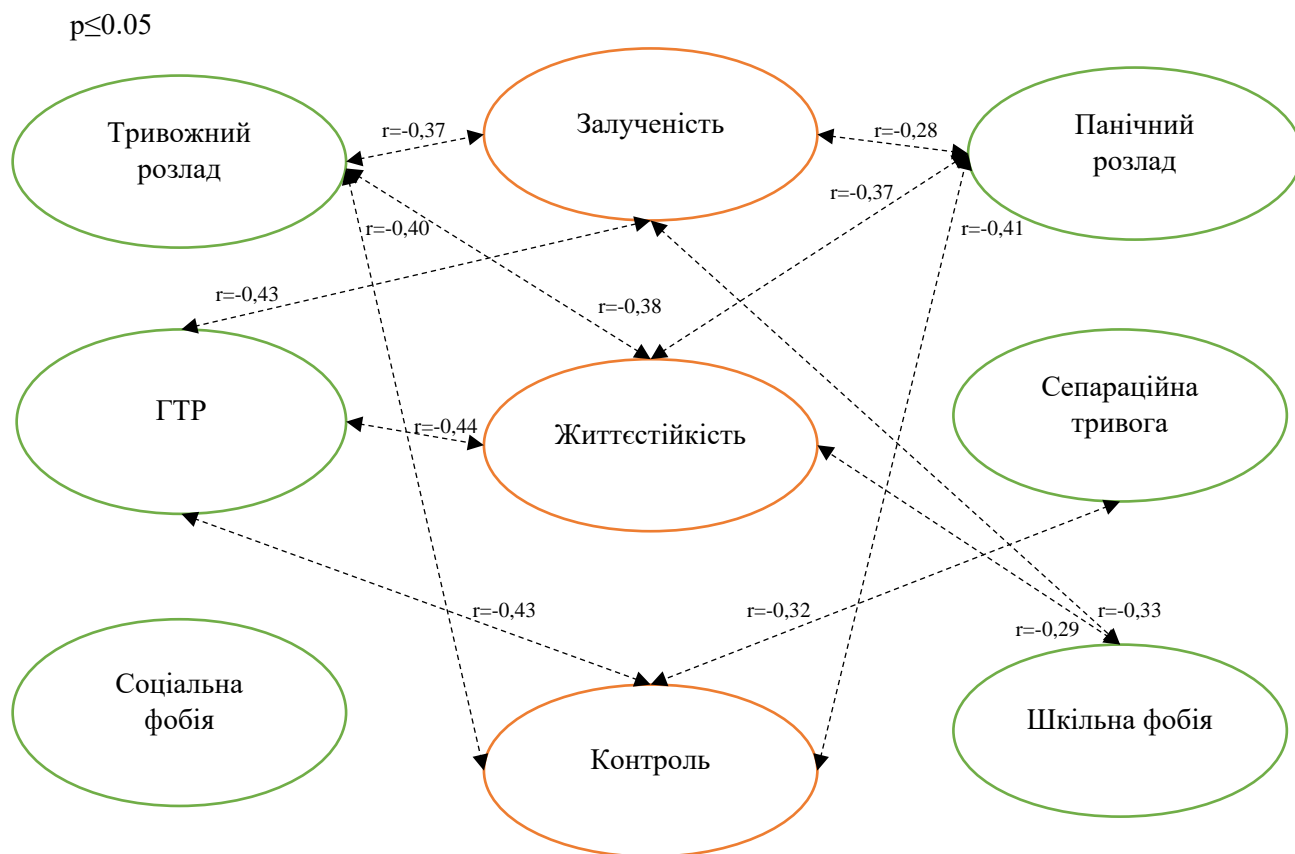 p≤0.05
Тривожний
розлад
r=-0,37
Залученість
r=-0,28
Панічний
розлад
r=-0,37
r=-0,40
r=-0,41
r=-0,43
r=-0,38
ГТР
r=-0,44
Життєстійкість
Сепараційна
тривога
r=-0,43
r=-0,32
r=-0,33
r=-0,29
Соціальна
фобія
Контроль
Шкільна фобія